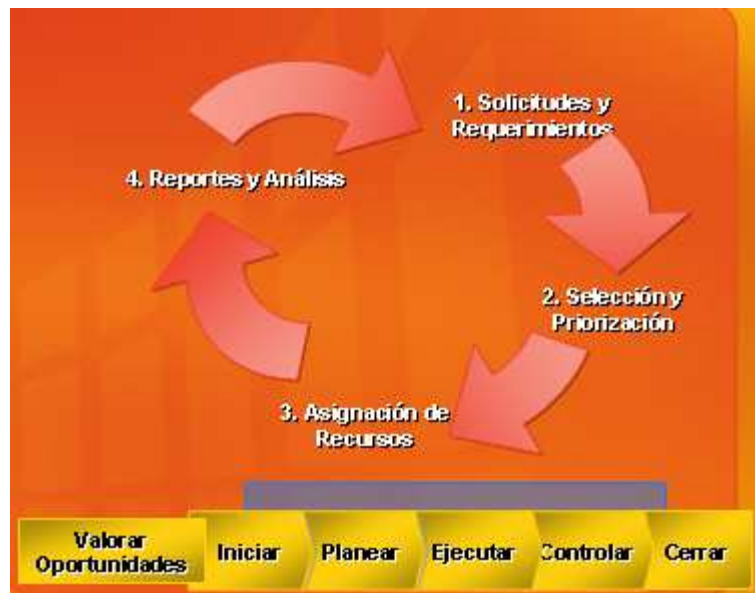 1. Solicitudes y
Requerimientos
4. Reportes y Análisis
2. Selección y
Priorización
3. Asignación de
Recursos
Valorar
Oportunidades
Iniciar
Planear
Ejecutar
Controlar
Cerrar